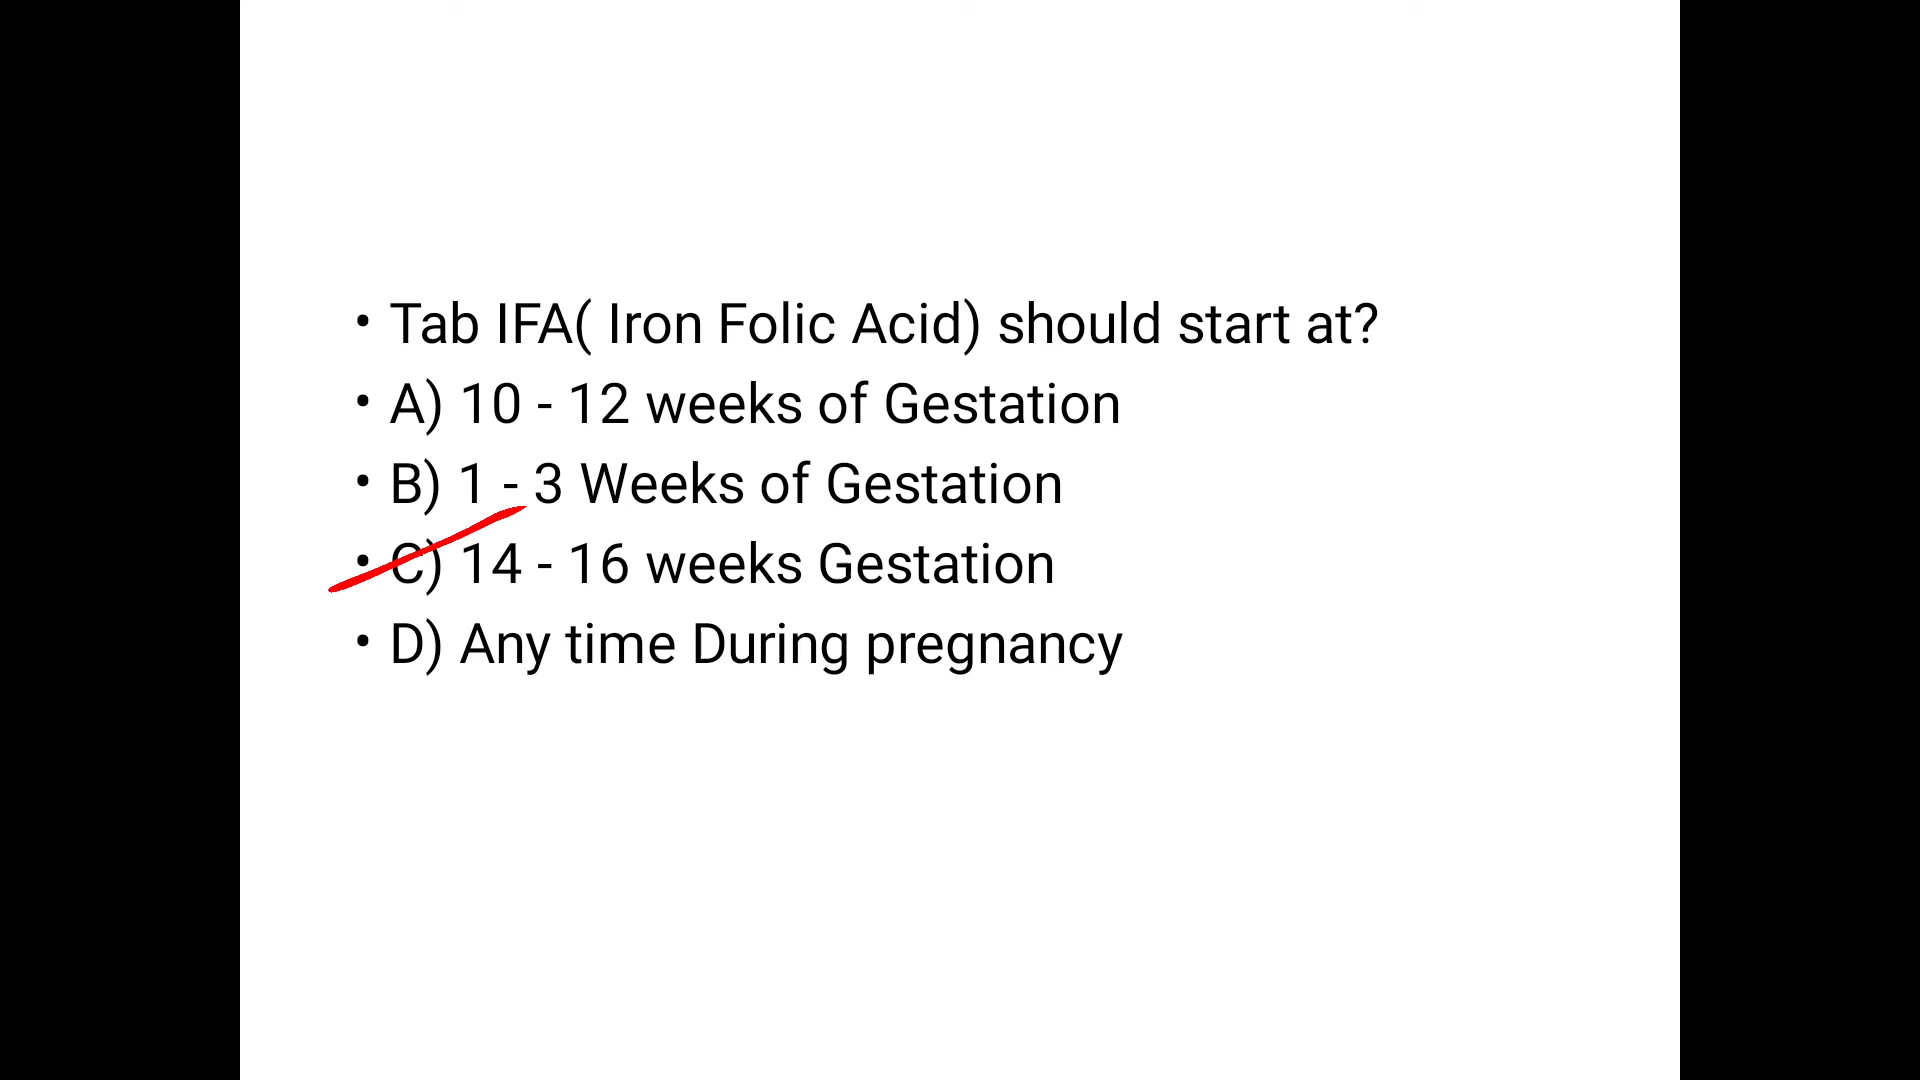 • Tab IFA( Iron Folic Acid) should start at?
• A) 10 - 12 weeks of Gestation
• B) 1 - 3 Weeks of Gestation
• C) 14 - 16 weeks Gestation
• D) Any time During pregnancy